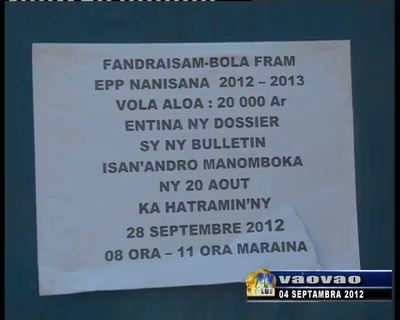 FANDRAISAM-BOLA FRAM
EPP NANISANA 2012 – 2013
VOLA ALOA : 20 000 Ar
ENTINA NY DOSSIER
SY NY BULLETIN
ISAN'ANDRO MANOMBOKA
NY 20 AOUT
KA HATRAMIN'NY
28 SEPTEMBRE 2012
08 ORA – 11 ORA MARAINA
vaovao
04 SEPTAMBRA 2012